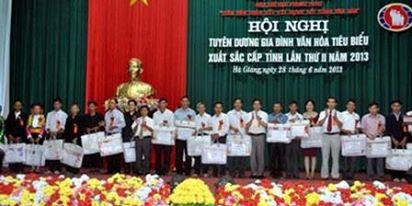 HỘI NGHỊ
TUYÊN DƯƠNG GIA ĐÌNH VĂN HÓA TIÊU BIỂU
XUẤT SẮC CẤP TỈNH LẦN THỨ II NĂM 2013
Hà Giang, ngày 28 tháng 6 năm 2013